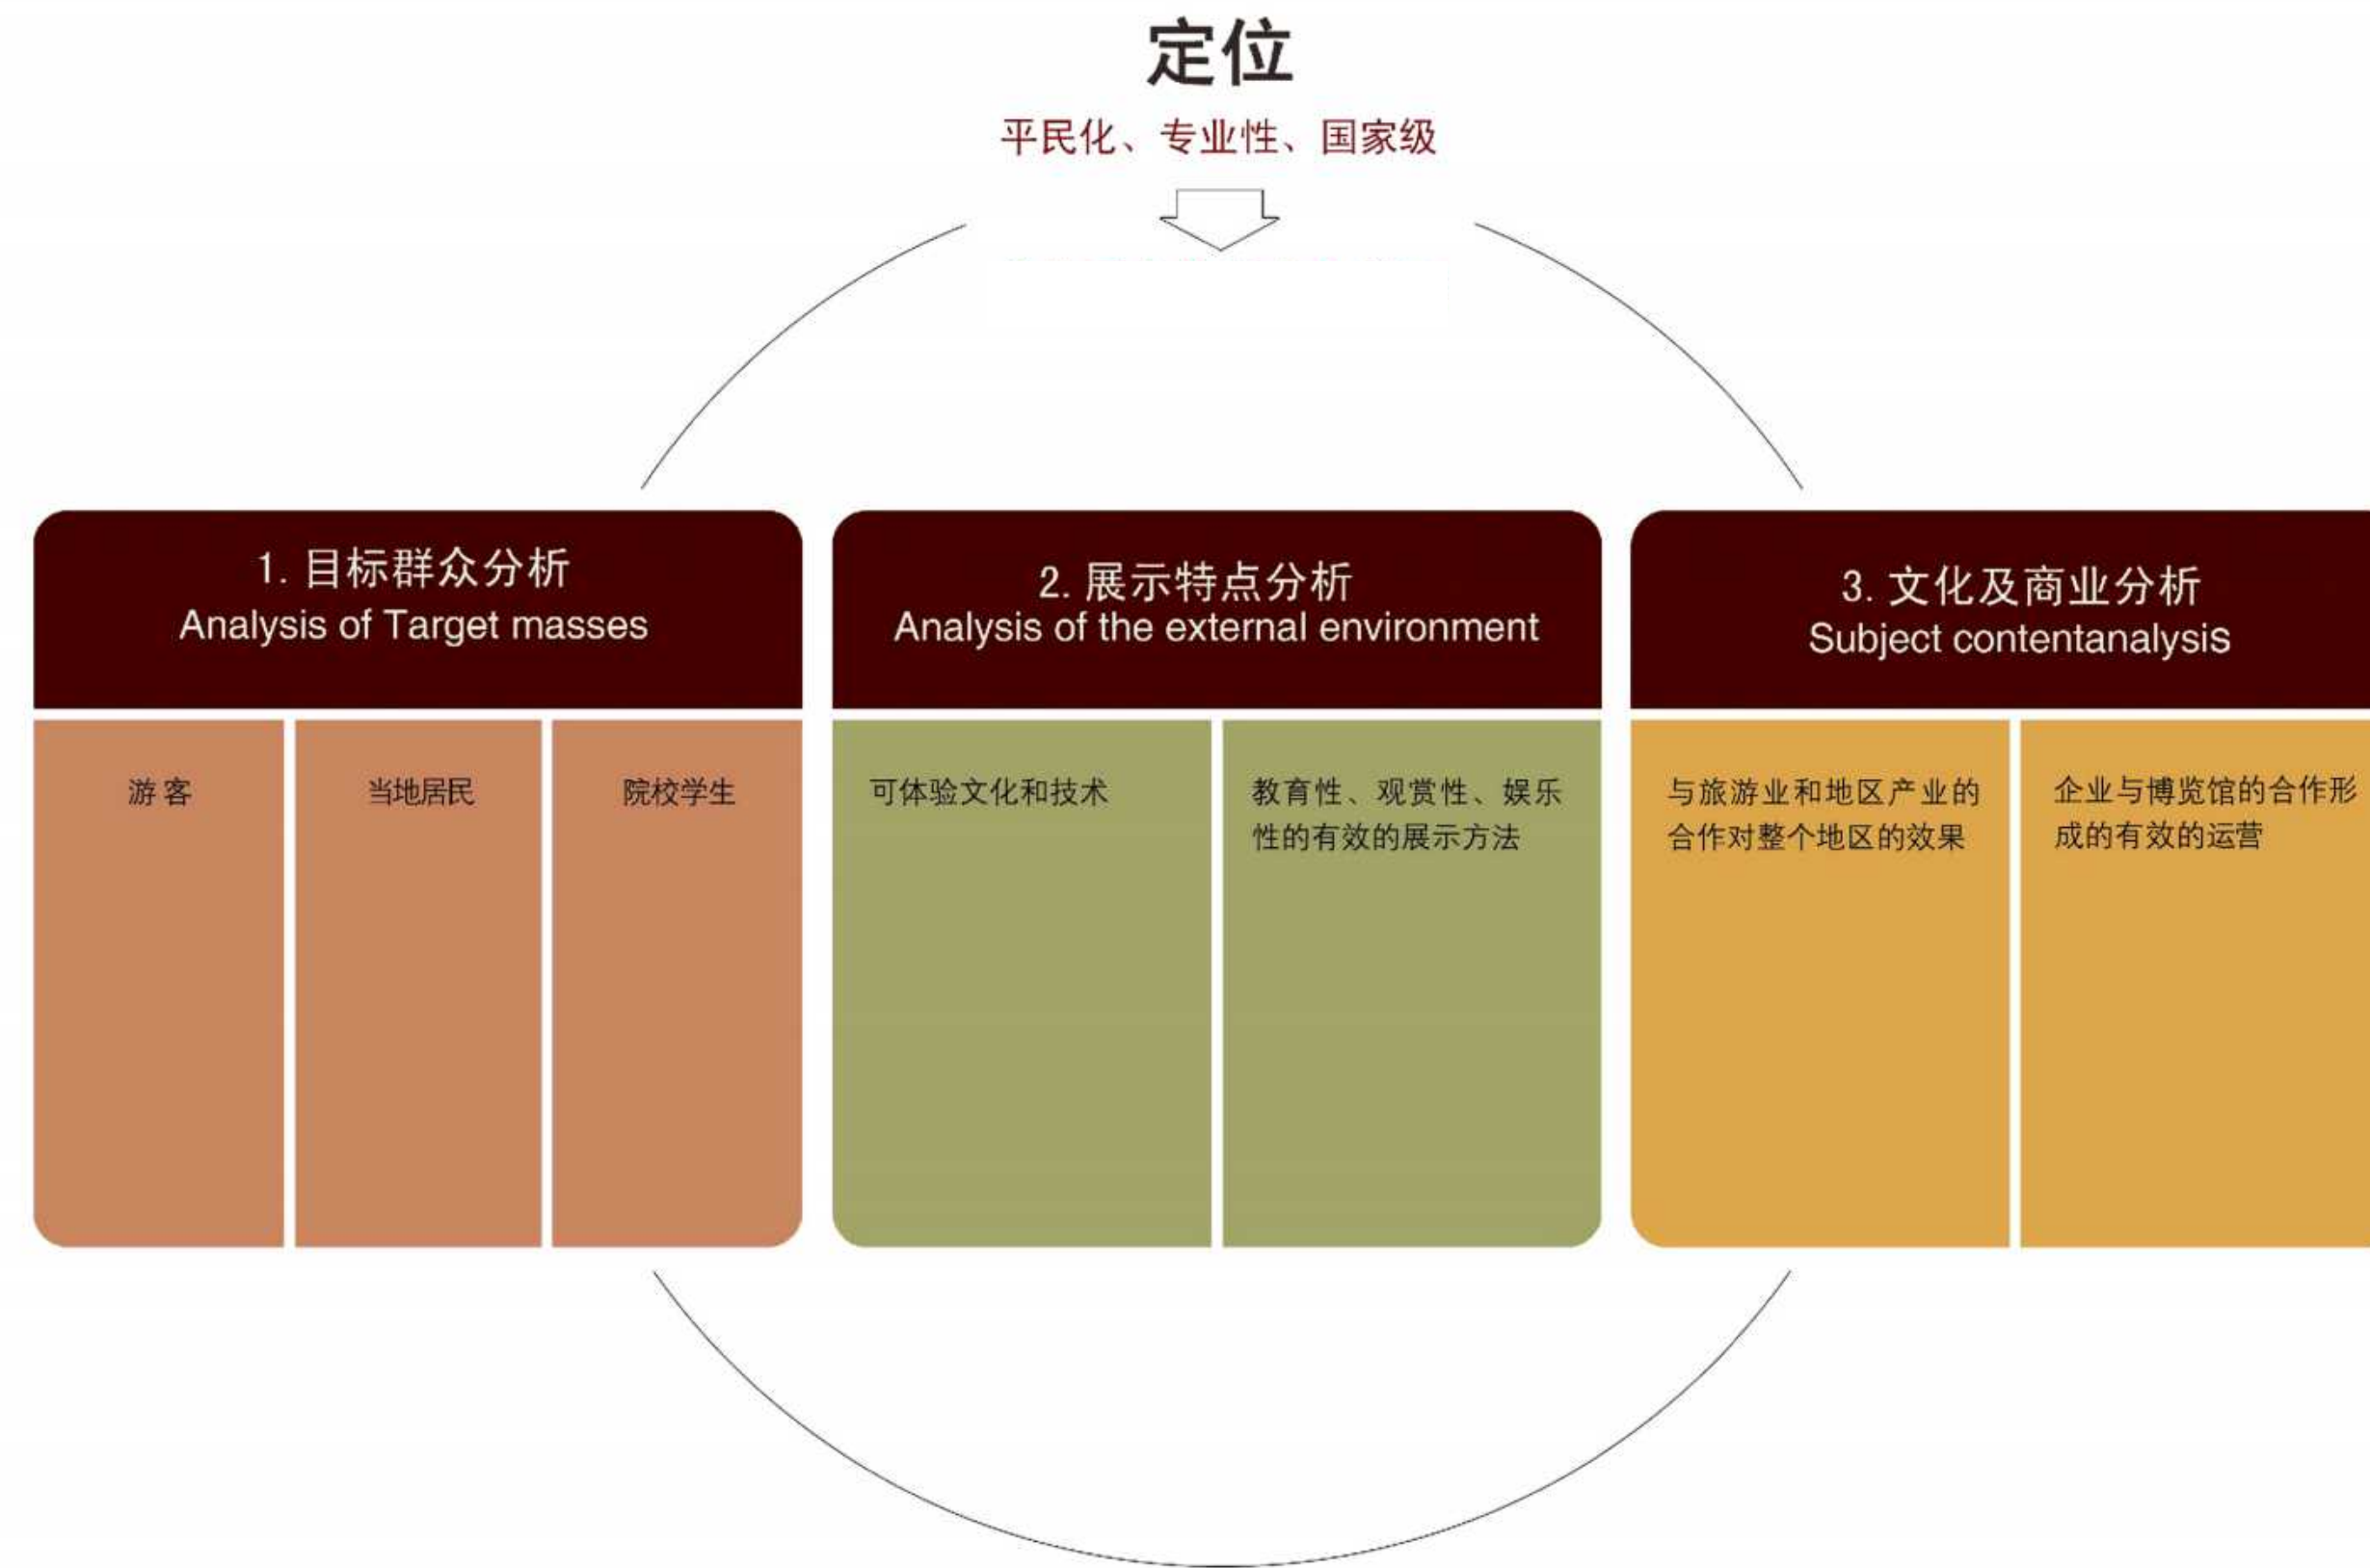 定位
平民化、专业性、国家级
1. 目标群众分析
Analysis of Target masses
游客
当地居民
院校学生
2. 展示特点分析
Analysis of the external environment
可体验文化和技术
教育性、观赏性、娱乐
性的有效的展示方法
3. 文化及商业分析
Subject contentanalysis
与旅游业和地区产业的
合作对整个地区的效果
企业与博览馆的合作形
成的有效的运营